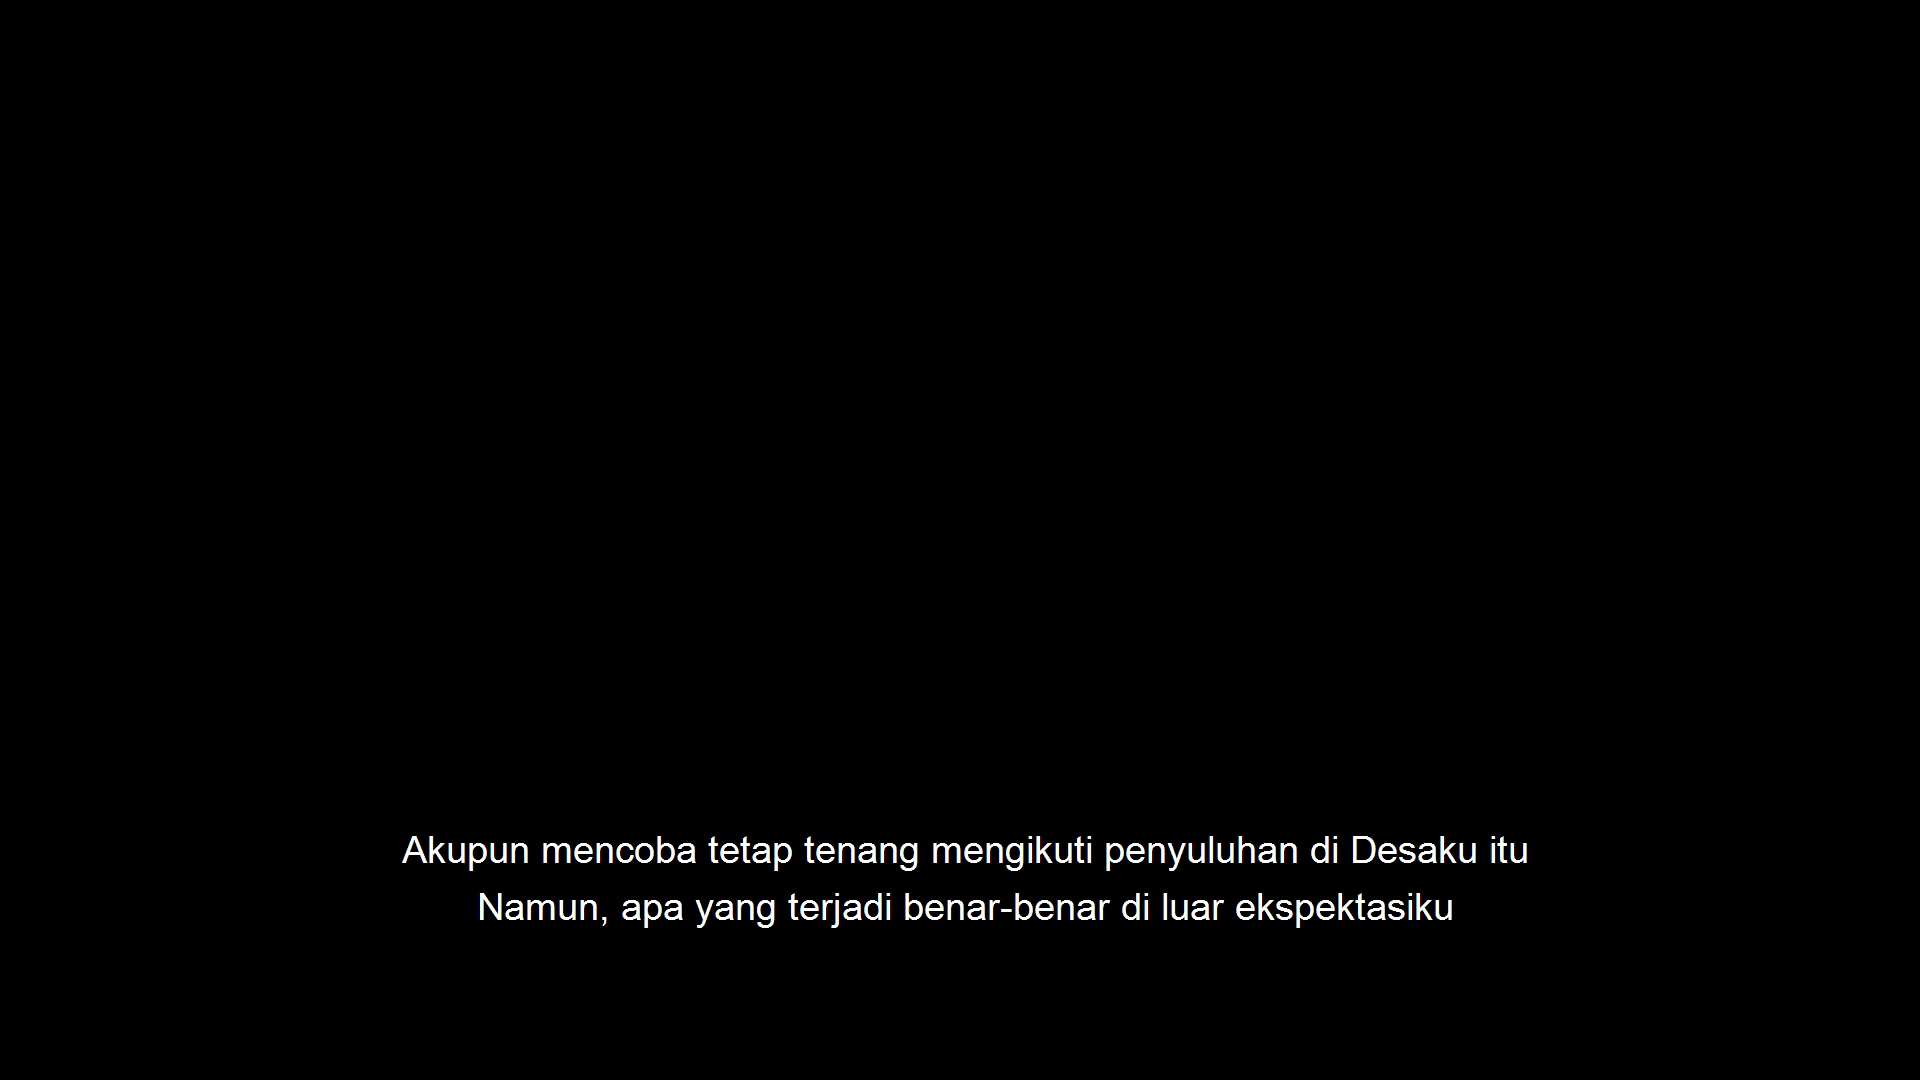 Akupun mencoba tetap tenang mengikuti penyuluhan di Desaku itu
Namun, apa yang terjadi benar-benar di luar ekspektasiku